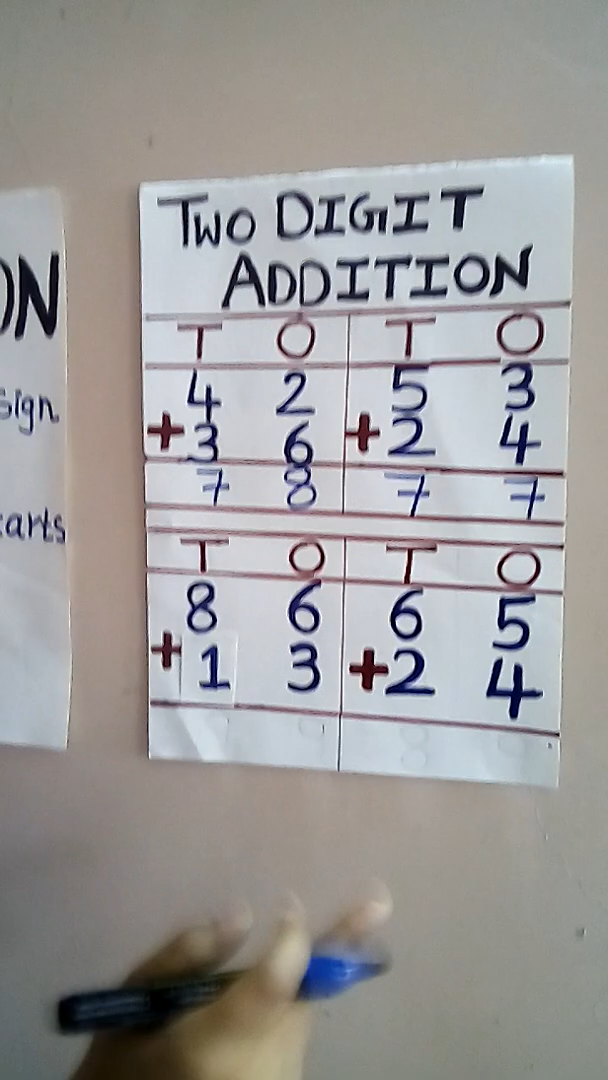 ON
sign
arts
TWO DIGIT
ADDITION
T O T O
4 2 5 3
+ 3 6 + 2 4
7 8 7 7
T O T O
8 6 6 5
+ 1 3 + 2 4